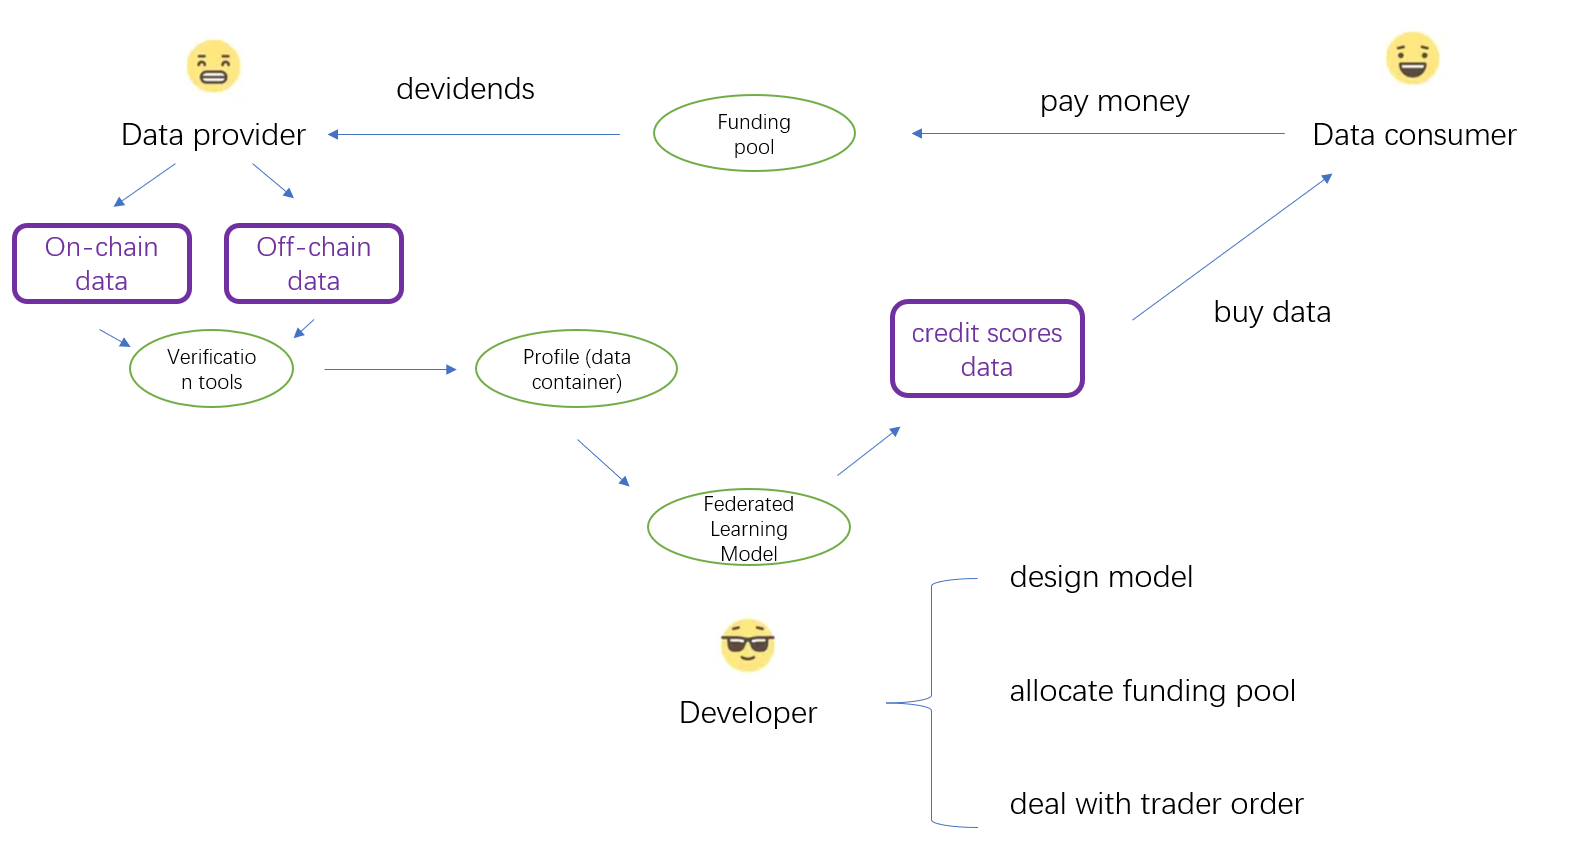 devidends
pay money
Data provider
Funding
pool
Data consumer
On-chain
data
Off-chain
data
credit scores
data
buy data
Verificatio
n tools
Profile (data
container)
Federated
Learning
Model
Developer
design model
allocate funding pool
deal with trader order